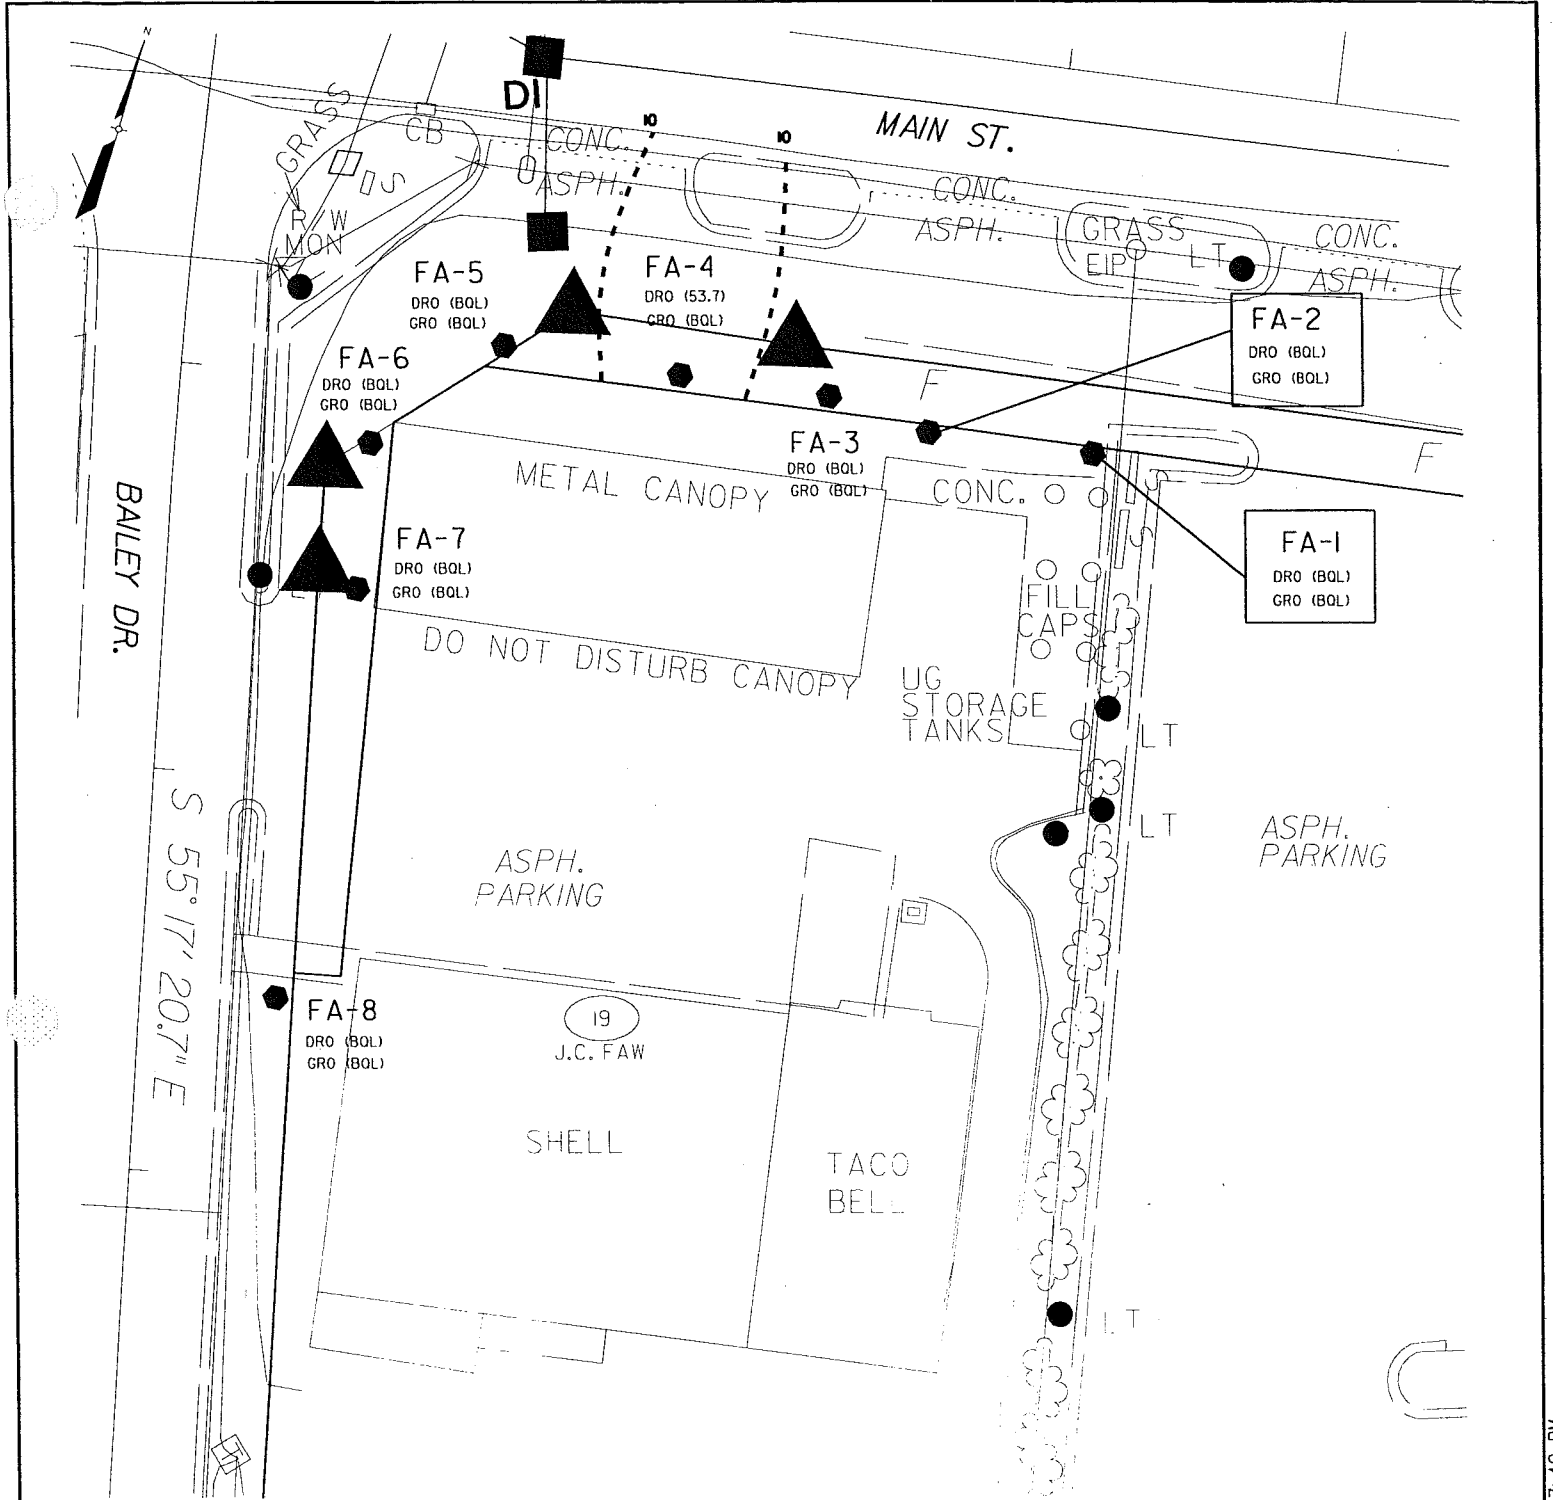 N
DI
MAIN ST.
GRASS
CB
CONC.
ASPH.
10
10
S
CONC.
ASPH.
R/W
MON
GRASS
EIP
LT
CONC.
ASPH.
FA-5
DRO (BQL)
GRO (BQL)
FA-4
DRO (53.7)
GRO (BQL)
FA-2
DRO (BQL)
GRO (BQL)
FA-6
DRO (BQL)
GRO (BQL)
F
FA-3
DRO (BQL)
GRO (BQL)
F
METAL CANOPY
CONC.
S
S
BAILEY DR.
FA-7
DRO (BQL)
GRO (BQL)
FA-1
DRO (BQL)
GRO (BQL)
FILL
CAPS
DO NOT DISTURB CANOPY
S
UG
STORAGE
TANKS
LT
LT
S 55°17' 20.7" E
ASPH.
PARKING
ASPH.
PARKING
FA-8
DRO (BQL)
GRO (BQL)
19
J.C. FAW
SHELL
TACO
BELL
LT